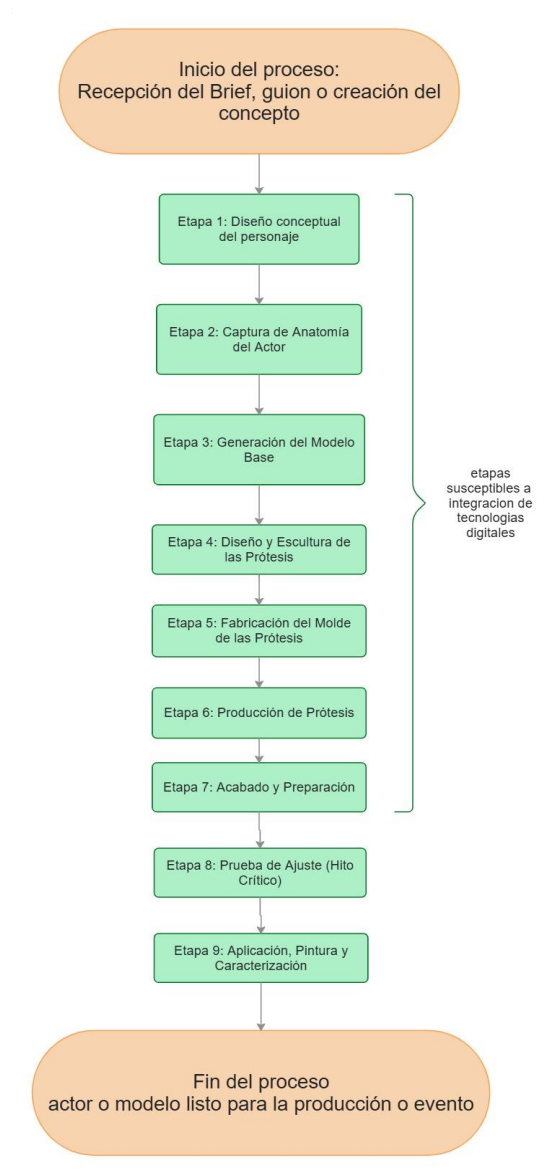 Inicio del proceso:
Recepción del Brief, guion o creación del
concepto
Etapa 1: Diseño conceptual
del personaje
Etapa 2: Captura de Anatomía
del Actor
Etapa 3: Generación del Modelo
Base
Etapa 4: Diseño y Escultura de
las Prótesis
Etapa 5: Fabricación del Molde
de las Prótesis
Etapa 6: Producción de Prótesis
Etapa 7: Acabado y Preparación
etapas
susceptibles a
integracion de
tecnologias
digitales
Etapa 8: Prueba de Ajuste (Hito
Crítico)
Etapa 9: Aplicación, Pintura y
Caracterización
Fin del proceso
actor o modelo listo para la producción o evento